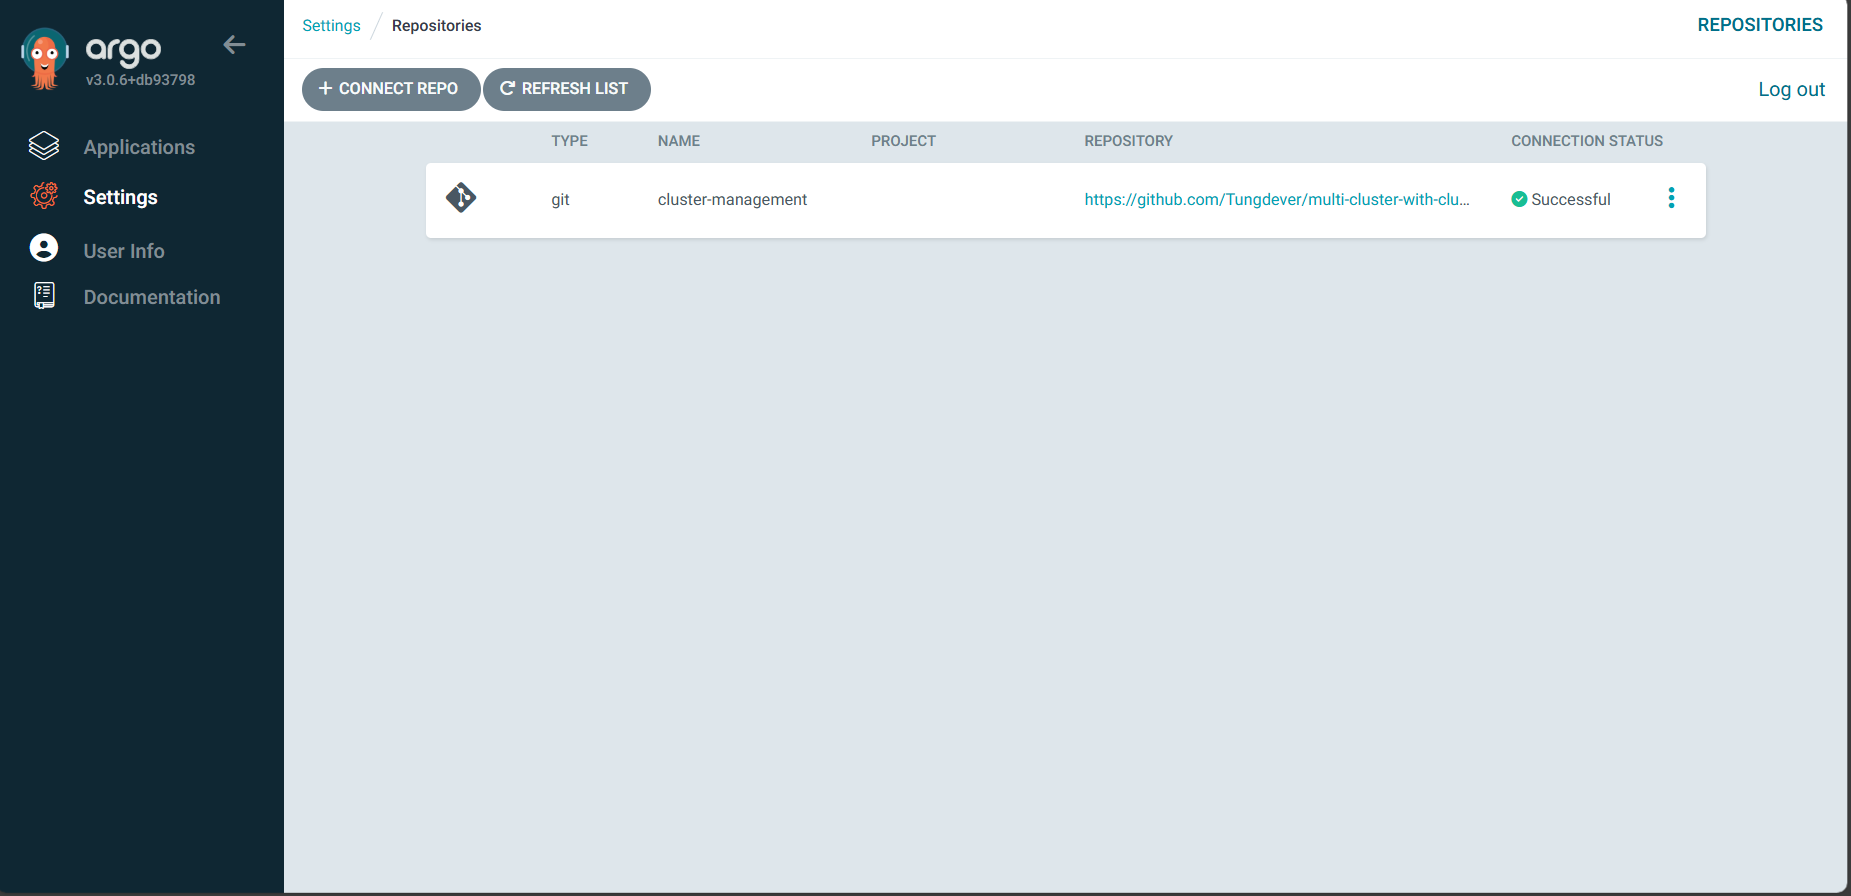 argo
v3.0.6+db93798
Applications
Settings
User Info
Documentation
Settings / Repositories
REPOSITORIES
+ CONNECT REPO
REFRESH LIST
Log out
TYPE NAME PROJECT REPOSITORY CONNECTION STATUS
git cluster-management https://github.com/Tungdever/multi-cluster-with-clu... Successful